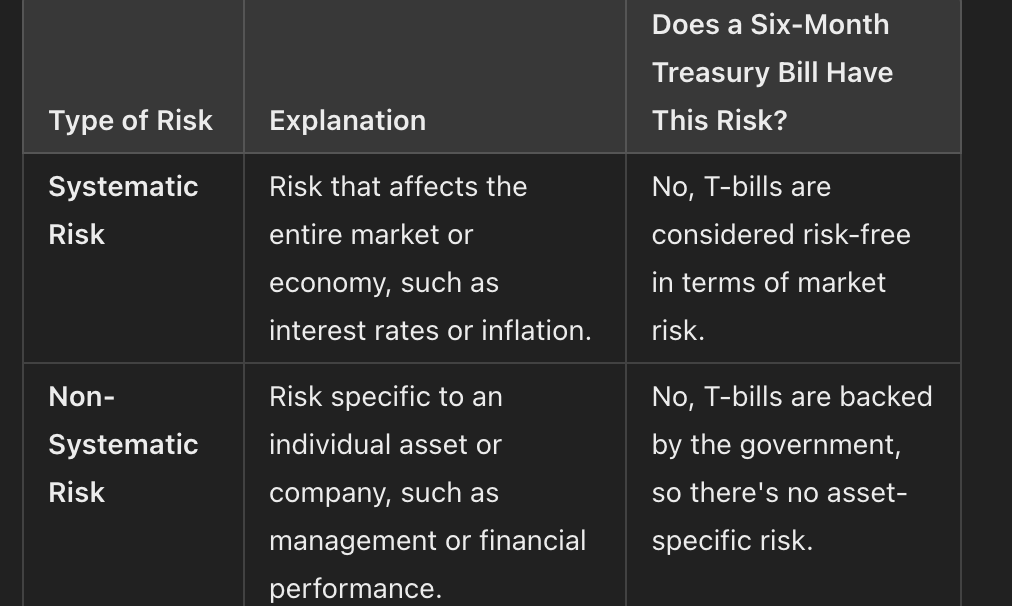 Type of Risk
Explanation
Does a Six-Month
Treasury Bill Have
This Risk?
Systematic
Risk
Risk that affects the
entire market or
economy, such as
interest rates or inflation.
No, T-bills are
considered risk-free
in terms of market
risk.
Non-
Systematic
Risk
Risk specific to an
individual asset or
company, such as
management or financial
performance.
No, T-bills are backed
by the government,
so there's no asset-
specific risk.